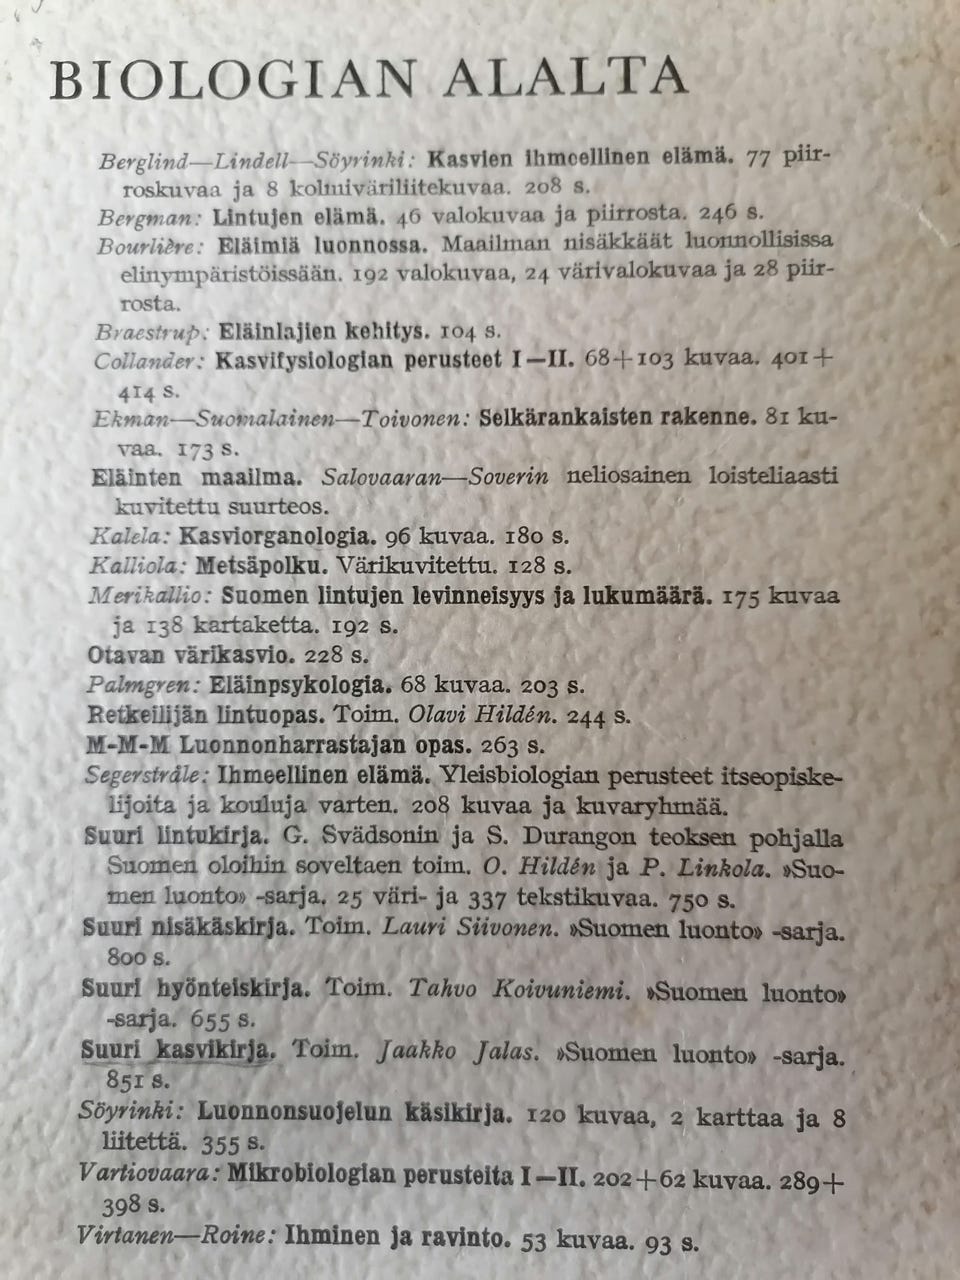 BIOLOGIAN ALALTA
Berglind—Lindell—Söyrinki: Kasvien ihmeellinen elämä. 77 piir-
roskuvaa ja 8 kolmiväriliitekuvaa. 208 s.
Bergman: Lintujen elämä. 46 valokuvaa ja piirrosta. 246 s.
Bourlière: Eläimiä luonnossa. Maailman nisäkkäät luonnollisissa
elinympäristöissään. 192 valokuvaa, 24 värivalokuvaa ja 28 piir-
rosta.
Braestrup: Eläinlajien kehitys. 104 s.
Collander: Kasvifysiologian perusteet I—II. 68+103 kuvaa. 401+
414 s.
Ekman—Suomalainen—Toivonen: Selkärankaisten rakenne. 81 ku-
vaa. 173 s.
Eläinten maailma. Salovaaran—Soverin neliosainen loisteliaasti
kuvitettu suurteos.
Kalela: Kasviorganologia. 96 kuvaa. 180 s.
Kalliola: Metsäpolku. Värikuvitettu. 128 s.
Merikallio: Suomen lintujen levinneisyys ja lukumäärä. 175 kuvaa
ja 138 kartaketta. 192 s.
Otavan värikasvio. 228 s.
Palmgren: Eläinpsykologia. 68 kuvaa. 203 s.
Retkeilijän lintuopas. Toim. Olavi Hildén. 244 s.
M-M-M Luonnonharrastajan opas. 263 s.
Segerstråle: Ihmeellinen elämä. Yleisbiologian perusteet itseopiske-
lijoita ja kouluja varten. 208 kuvaa ja kuvaryhmää.
Suuri lintukirja. G. Svädsonin ja S. Durangon teoksen pohjalla
Suomen oloihin soveltaen toim. O. Hildén ja P. Linkola. »Suo-
men luonto» -sarja. 25 väri- ja 337 tekstikuvaa. 750 s.
Suuri nisäkäskirja. Toim. Lauri Siivonen. »Suomen luonto» -sarja.
800 s.
Suuri hyönteiskirja. Toim. Tahvo Koivuniemi. »Suomen luonto»
-sarja. 655 s.
Suuri kasvikirja. Toim. Jaakko Jalas. »Suomen luonto» -sarja.
851 s.
Söyrinki: Luonnonsuojelun käsikirja. 120 kuvaa, 2 karttaa ja 8
liitettä. 355 s.
Vartiovaara: Mikrobiologian perusteita I—II. 202+62 kuvaa. 289+
398 s.
Virtanen—Roine: Ihminen ja ravinto. 53 kuvaa. 93 s.